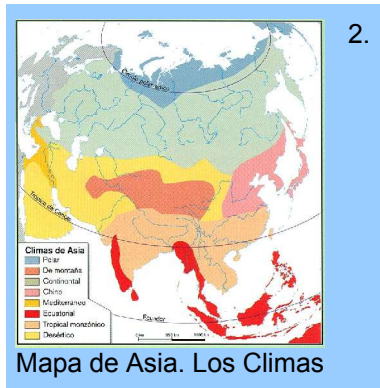 2.
Círculo polar ártico
Trópico de Cáncer
Climas de Asia
Polar
De montaña
Continental
Chino
Mediterráneo
Ecuatorial
Tropical monzónico
Desértico
Ecuador
Mapa de Asia. Los Climas